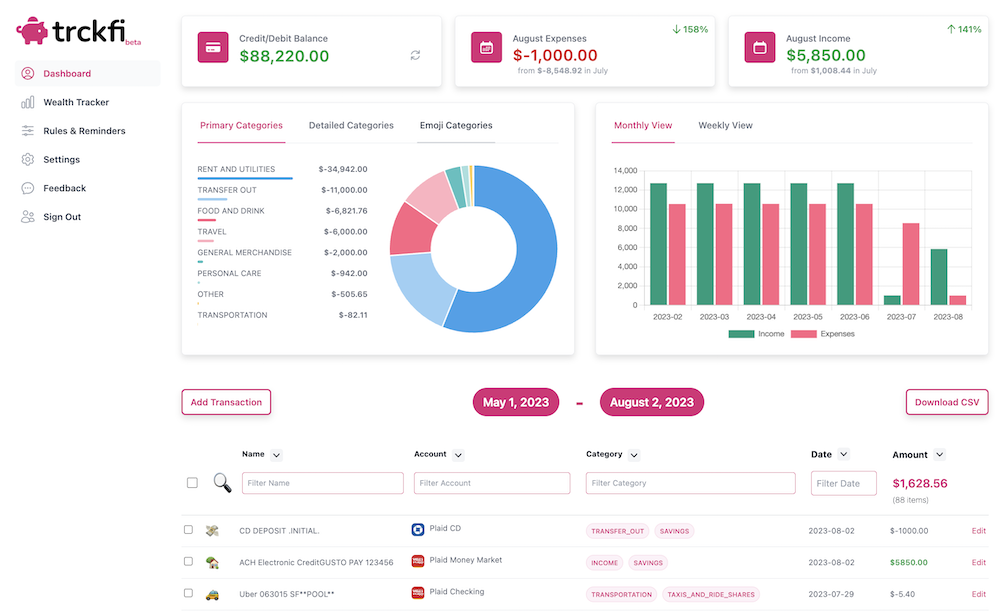 trckfi beta
Dashboard
Wealth Tracker
Rules & Reminders
Settings
Feedback
Sign Out
Credit/Debit Balance
$88,220.00
August Expenses
$-1,000.00
from $-8,548.92 in July
↓ 158%
August Income
$5,850.00
from $1,008.44 in July
↑ 141%
Primary Categories Detailed Categories Emoji Categories
RENT AND UTILITIES $-34,942.00
TRANSFER OUT $-11,000.00
FOOD AND DRINK $-6,821.76
TRAVEL $-6,000.00
GENERAL MERCHANDISE $-2,000.00
PERSONAL CARE $-942.00
OTHER $-505.65
TRANSPORTATION $-82.11
Monthly View Weekly View
14,000
12,000
10,000
8,000
6,000
4,000
2,000
0
2023-02 2023-03 2023-04 2023-05 2023-06 2023-07 2023-08
Income Expenses
Add Transaction May 1, 2023 - August 2, 2023 Download CSV
Name Account Category Date Amount
Filter Name Filter Account Filter Category Filter Date $1,628.56
(88 items)
CD DEPOSIT .INITIAL. Plaid CD TRANSFER_OUT SAVINGS 2023-08-02 $-1000.00 Edit
ACH Electronic CreditGUSTO PAY 123456 Plaid Money Market INCOME SAVINGS 2023-08-02 $5850.00 Edit
Uber 063015 SF**POOL** Plaid Checking TRANSPORTATION TAXIS_AND_RIDE_SHARES 2023-07-29 $-5.40 Edit